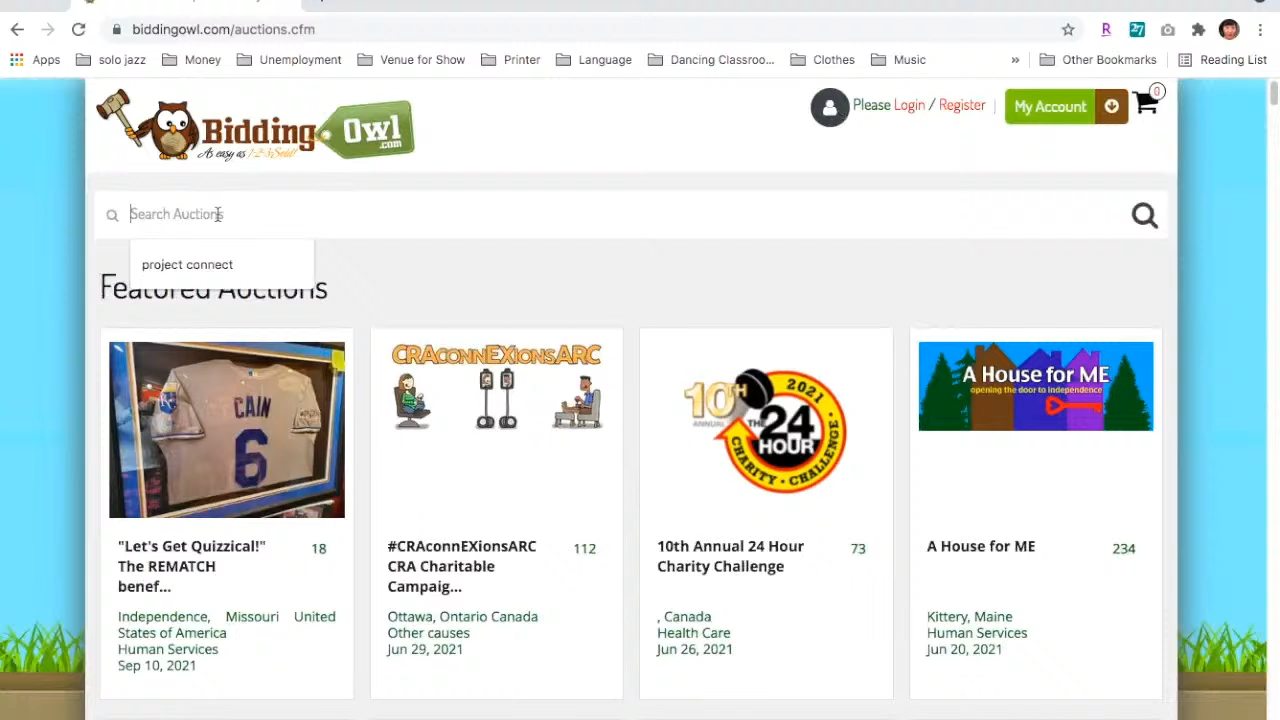 biddingowl.com/auctions.cfm
Apps solo jazz Money Unemployment Venue for Show Printer Language Dancing Classroo... Clothes Music » Other Bookmarks Reading List
Bidding Owl .com
As easy as 1-2-3 Sold!
Please Login / Register
My Account
0
Search Auctions
project connect
Featured Auctions
CAIN
6
"Let's Get Quizzical!"
The REMATCH
benef...
18
Independence, Missouri United
States of America
Human Services
Sep 10, 2021
CRAconnEXionsARC
#CRAconnEXionsARC
CRA Charitable
Campaig...
112
Ottawa, Ontario Canada
Other causes
Jun 29, 2021
10TH
ANNUAL
THE
24
HOUR
2021
CHARITY • CHALLENGE
10th Annual 24 Hour
Charity Challenge
73
, Canada
Health Care
Jun 26, 2021
A House for ME
opening the door to independence
A House for ME
234
Kittery, Maine
Human Services
Jun 20, 2021